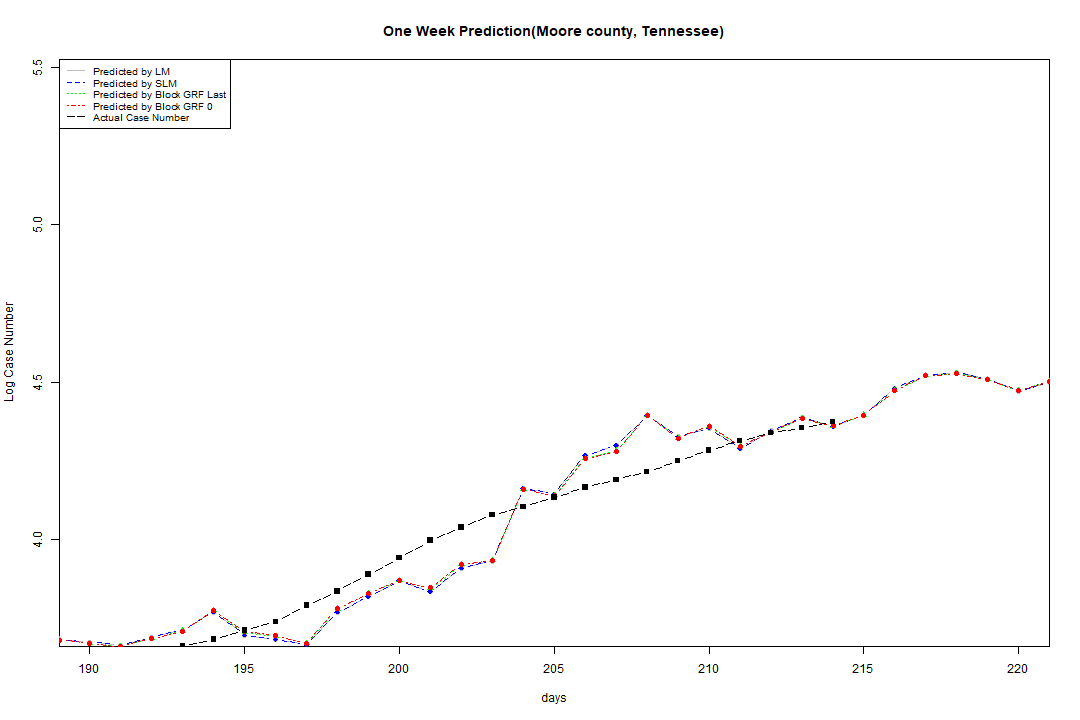 One Week Prediction(Moore county, Tennessee)
Predicted by LM
Predicted by SLM
Predicted by Block GRF Last
Predicted by Block GRF 0
Actual Case Number
5.5
5.0
4.5
4.0
Log Case Number
190 195 200 205 210 215 220
days